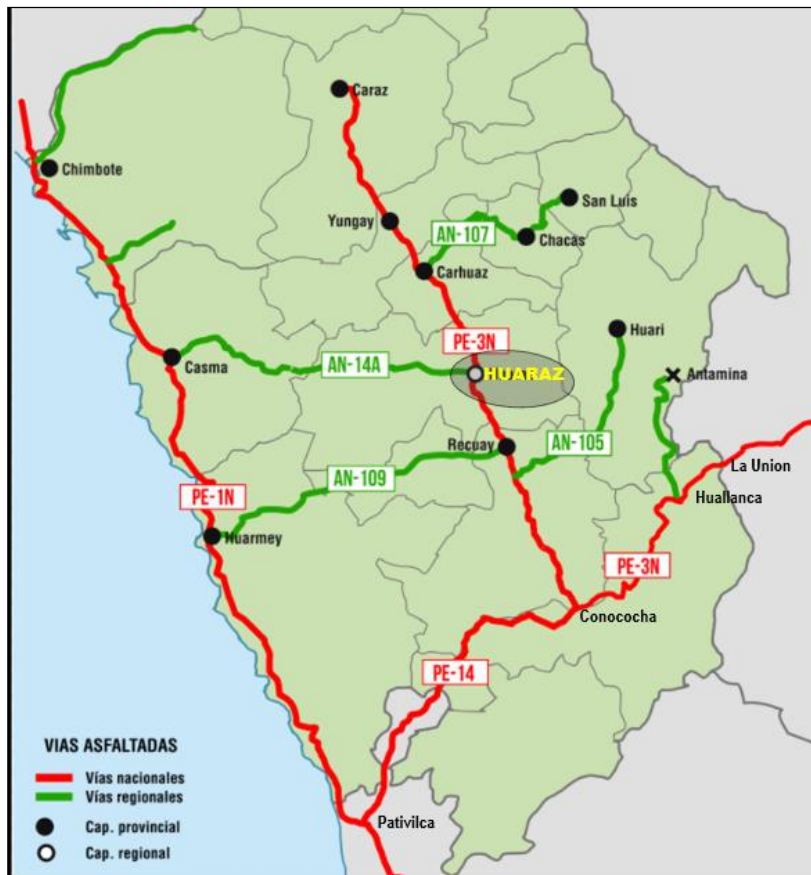 Caraz
Chimbote
San Luis
Yungay
AN-107
Chacas
Carhuaz
Huari
PE-3N
Casma
AN-14A
HUARAZ
Antamina
Recuay
AN-105
La Union
AN-109
PE-1N
Huallanca
Huarmey
PE-3N
Conococha
PE-14
VIAS ASFALTADAS
Vías nacionales
Vías regionales
Cap. provincial
Cap. regional
Pativilca